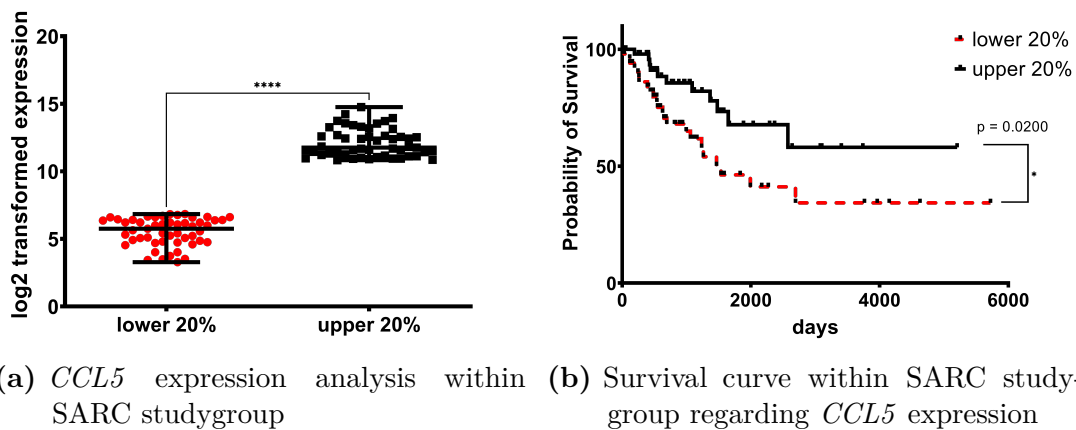 log2 transformed expression
20
15
10
5
0
****
lower 20%
upper 20%
Probability of Survival
100
50
0
0
2000
4000
6000
days
lower 20%
upper 20%
p = 0.0200
*
(a) CCL5 expression analysis within
SARC studygroup
(b) Survival curve within SARC study-
group regarding CCL5 expression